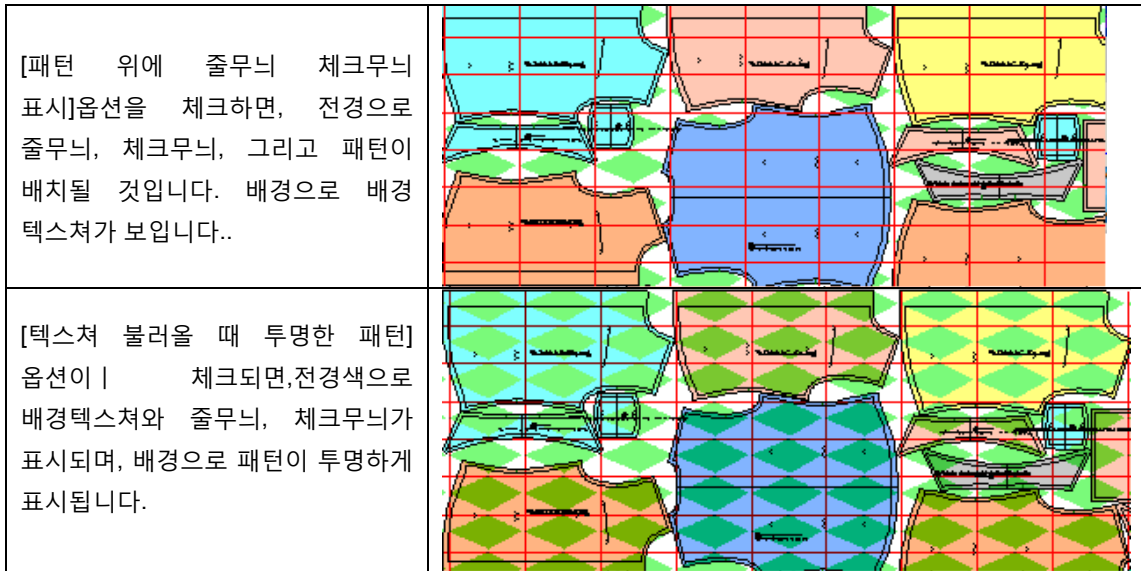 [패턴 위에 줄무늬 체크무늬
표시]옵션을 체크하면, 전경으로
줄무늬, 체크무늬, 그리고 패턴이
배치될 것입니다. 배경으로 배경
텍스쳐가 보입니다..
[텍스쳐 불러올 때 투명한 패턴]
옵션이ㅣ 체크되면,전경색으로
배경텍스쳐와 줄무늬, 체크무늬가
표시되며, 배경으로 패턴이 투명하게
표시됩니다.